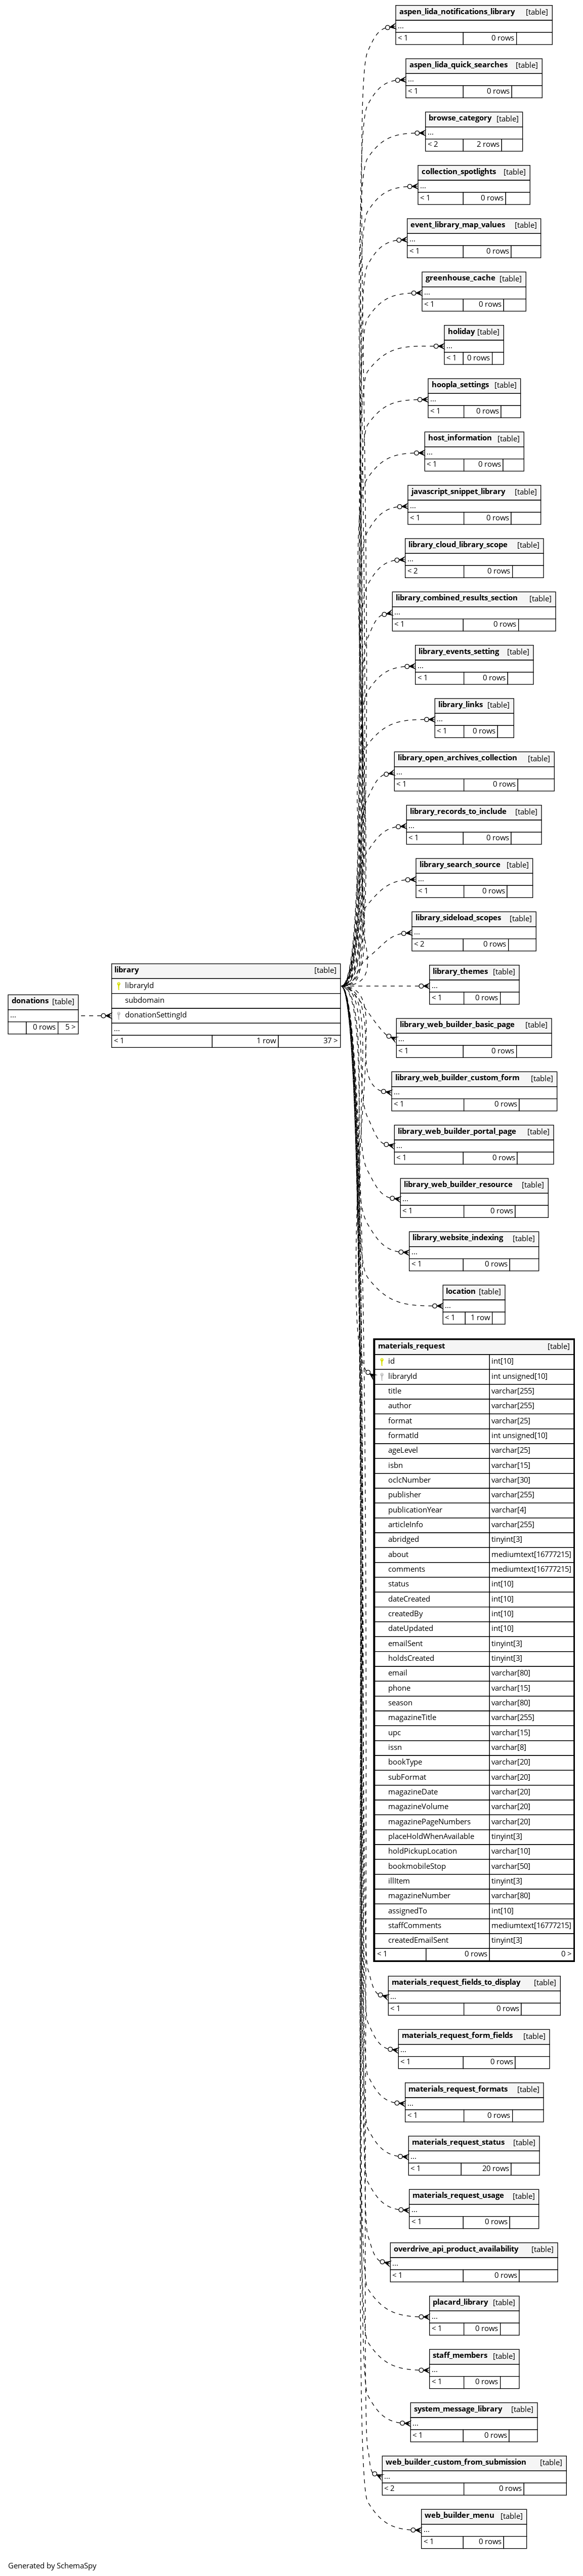 aspen_lida_notifications_library [table]
...
< 1 0 rows
aspen_lida_quick_searches [table]
...
< 1 0 rows
browse_category [table]
...
< 2 2 rows
collection_spotlights [table]
...
< 1 0 rows
event_library_map_values [table]
...
< 1 0 rows
greenhouse_cache [table]
...
< 1 0 rows
holiday [table]
...
< 1 0 rows
hoopla_settings [table]
...
< 1 0 rows
host_information [table]
...
< 1 0 rows
javascript_snippet_library [table]
...
< 1 0 rows
library_cloud_library_scope [table]
...
< 2 0 rows
library_combined_results_section [table]
...
< 1 0 rows
library_events_setting [table]
...
< 1 0 rows
library_links [table]
...
< 1 0 rows
library_open_archives_collection [table]
...
< 1 0 rows
library_records_to_include [table]
...
< 1 0 rows
library_search_source [table]
...
< 1 0 rows
library_sideload_scopes [table]
...
< 2 0 rows
donations [table]
...
0 rows 5 >
library [table]
libraryId
subdomain
donationSettingId
...
< 1 1 row 37 >
library_themes [table]
...
< 1 0 rows
library_web_builder_basic_page [table]
...
< 1 0 rows
library_web_builder_custom_form [table]
...
< 1 0 rows
library_web_builder_portal_page [table]
...
< 1 0 rows
library_web_builder_resource [table]
...
< 1 0 rows
library_website_indexing [table]
...
< 1 0 rows
location [table]
...
< 1 1 row
materials_request [table]
id int[10]
libraryId int unsigned[10]
title varchar[255]
author varchar[255]
format varchar[25]
formatId int unsigned[10]
ageLevel varchar[25]
isbn varchar[15]
oclcNumber varchar[30]
publisher varchar[255]
publicationYear varchar[4]
articleInfo varchar[255]
abridged tinyint[3]
about mediumtext[16777215]
comments mediumtext[16777215]
status int[10]
dateCreated int[10]
createdBy int[10]
dateUpdated int[10]
emailSent tinyint[3]
holdsCreated tinyint[3]
email varchar[80]
phone varchar[15]
season varchar[80]
magazineTitle varchar[255]
upc varchar[15]
issn varchar[8]
bookType varchar[20]
subFormat varchar[20]
magazineDate varchar[20]
magazineVolume varchar[20]
magazinePageNumbers varchar[20]
placeHoldWhenAvailable tinyint[3]
holdPickupLocation varchar[10]
bookmobileStop varchar[50]
illItem tinyint[3]
magazineNumber varchar[80]
assignedTo int[10]
staffComments mediumtext[16777215]
createdEmailSent tinyint[3]
< 1 0 rows 0 >
materials_request_fields_to_display [table]
...
< 1 0 rows
materials_request_form_fields [table]
...
< 1 0 rows
materials_request_formats [table]
...
< 1 0 rows
materials_request_status [table]
...
< 1 20 rows
materials_request_usage [table]
...
< 1 0 rows
overdrive_api_product_availability [table]
...
< 1 0 rows
placard_library [table]
...
< 1 0 rows
staff_members [table]
...
< 1 0 rows
system_message_library [table]
...
< 1 0 rows
web_builder_custom_from_submission [table]
...
< 2 0 rows
web_builder_menu [table]
...
< 1 0 rows
Generated by SchemaSpy